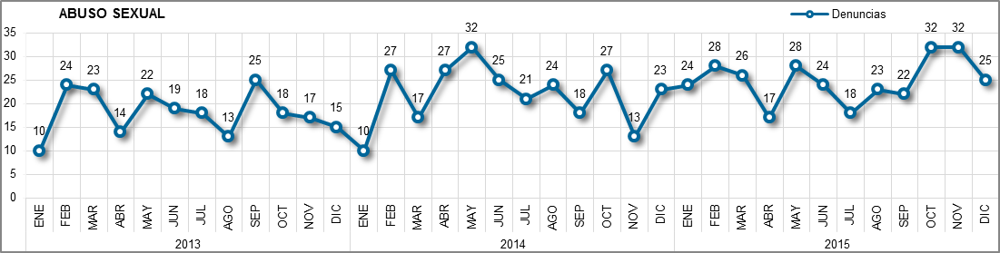 ABUSO SEXUAL
Denuncias
35
30
25
20
15
10
5
0
10 24 23 14 22 19 18 13 25 18 17 15 10 27 17 27 32 25 21 24 18 27 13 23 24 28 26 17 28 24 18 23 22 32 32 25
ENE FEB MAR ABR MAY JUN JUL AGO SEP OCT NOV DIC ENE FEB MAR ABR MAY JUN JUL AGO SEP OCT NOV DIC ENE FEB MAR ABR MAY JUN JUL AGO SEP OCT NOV DIC
2013 2014 2015